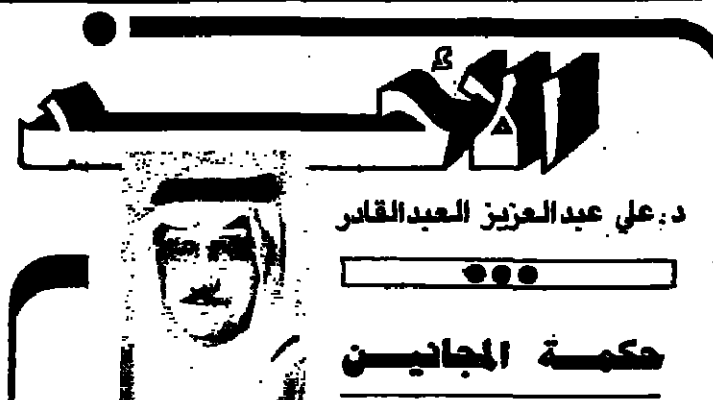 الأحد
د. علي عبدالعزيز العبدالقادر
حكمة المجانين